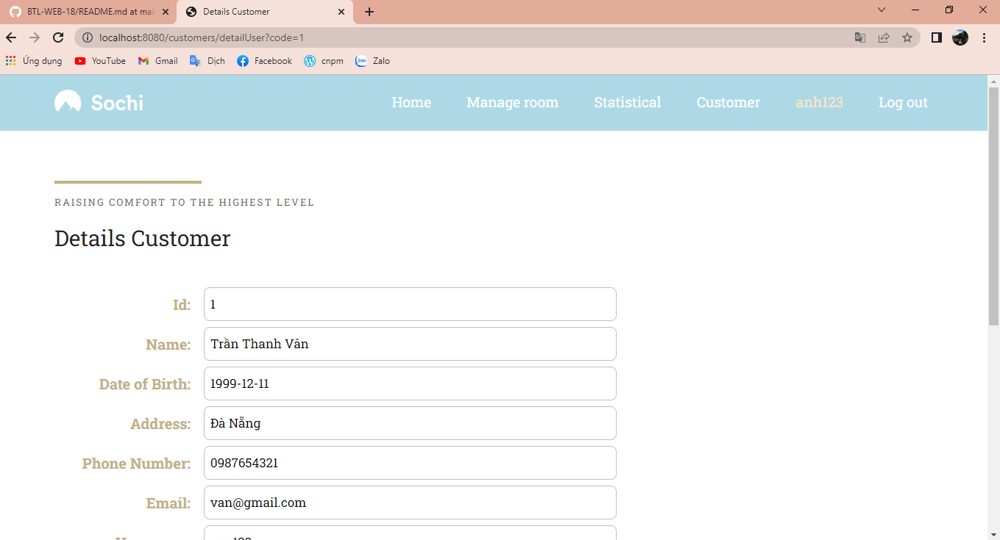 BTL-WEB-18/README.md at mai
Details Customer
localhost:8080/customers/detailUser?code=1
Ứng dụng YouTube Gmail Dịch Facebook cnpm Zalo
Sochi Home Manage room Statistical Customer anh123 Log out
RAISING COMFORT TO THE HIGHEST LEVEL
Details Customer
Id: 1
Name: Trần Thanh Vân
Date of Birth: 1999-12-11
Address: Đà Nẵng
Phone Number: 0987654321
Email: van@gmail.com